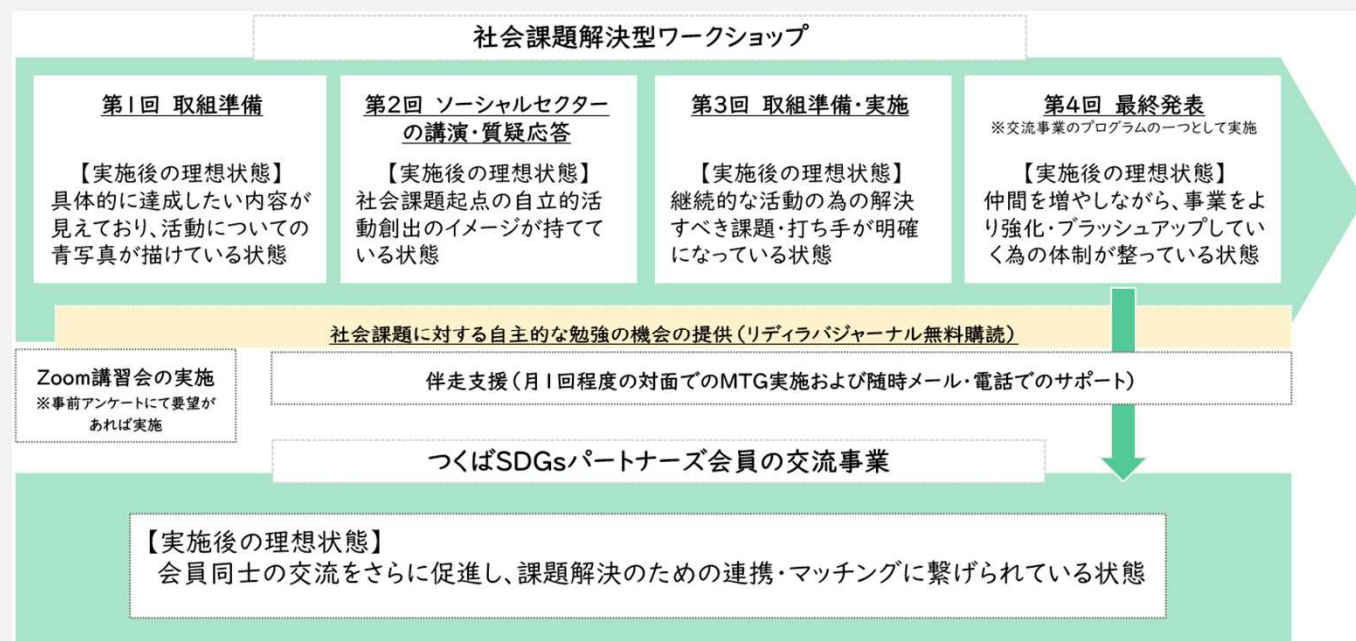 社会課題解決型ワークショップ
第1回 取組準備
【実施後の理想状態】
具体的に達成したい内容が
見えており、活動についての
青写真が描けている状態
第2回 ソーシャルセクター
の講演・質疑応答
【実施後の理想状態】
社会課題起点の自立的活
動創出のイメージが持てて
いる状態
第3回 取組準備・実施
【実施後の理想状態】
継続的な活動の為の解決
すべき課題・打ち手が明確
になっている状態
第4回 最終発表
※交流事業のプログラムの一つとして実施
【実施後の理想状態】
仲間を増やしながら、事業をよ
り強化・ブラッシュアップしてい
く為の体制が整っている状態
社会課題に対する自主的な勉強の機会の提供（リディラバジャーナル無料購読）
Zoom講習会の実施
※事前アンケートにて要望が
あれば実施
伴走支援（月1回程度の対面でのMTG実施および随時メール・電話でのサポート）
つくばSDGsパートナーズ会員の交流事業
【実施後の理想状態】
会員同士の交流をさらに促進し、課題解決のための連携・マッチングに繋げられている状態